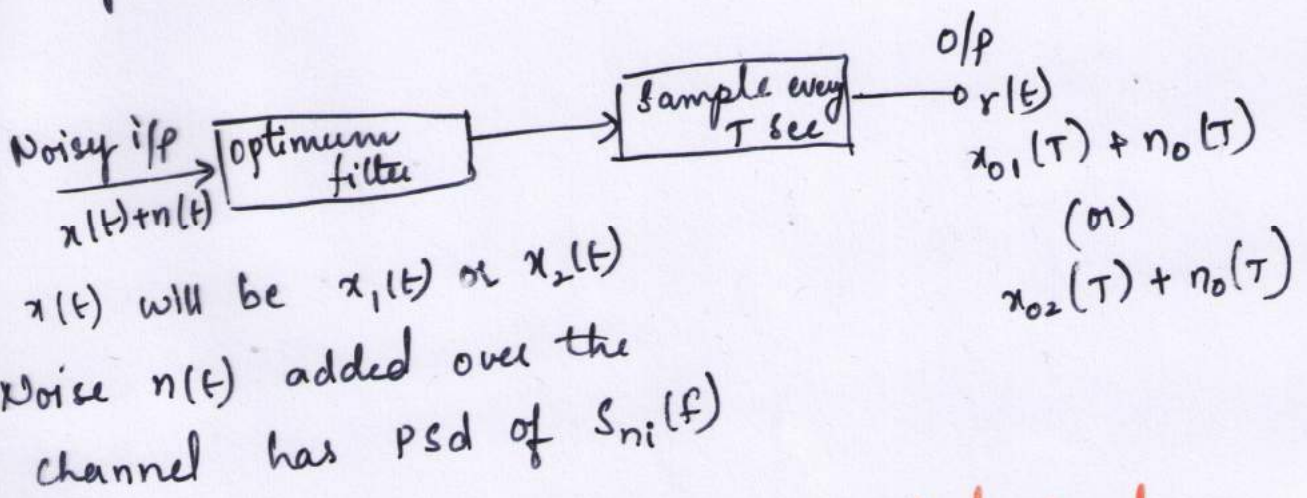 Noisy i/p
x(t)+n(t)
optimum
filter
Sample every
T sec
o/p
r(t)
x₀₁(T) + n₀(T)
(or)
x₀₂(T) + n₀(T)
x(t) will be x₁(t) or x₂(t)
Noise n(t) added over the
channel has psd of Sni(f)